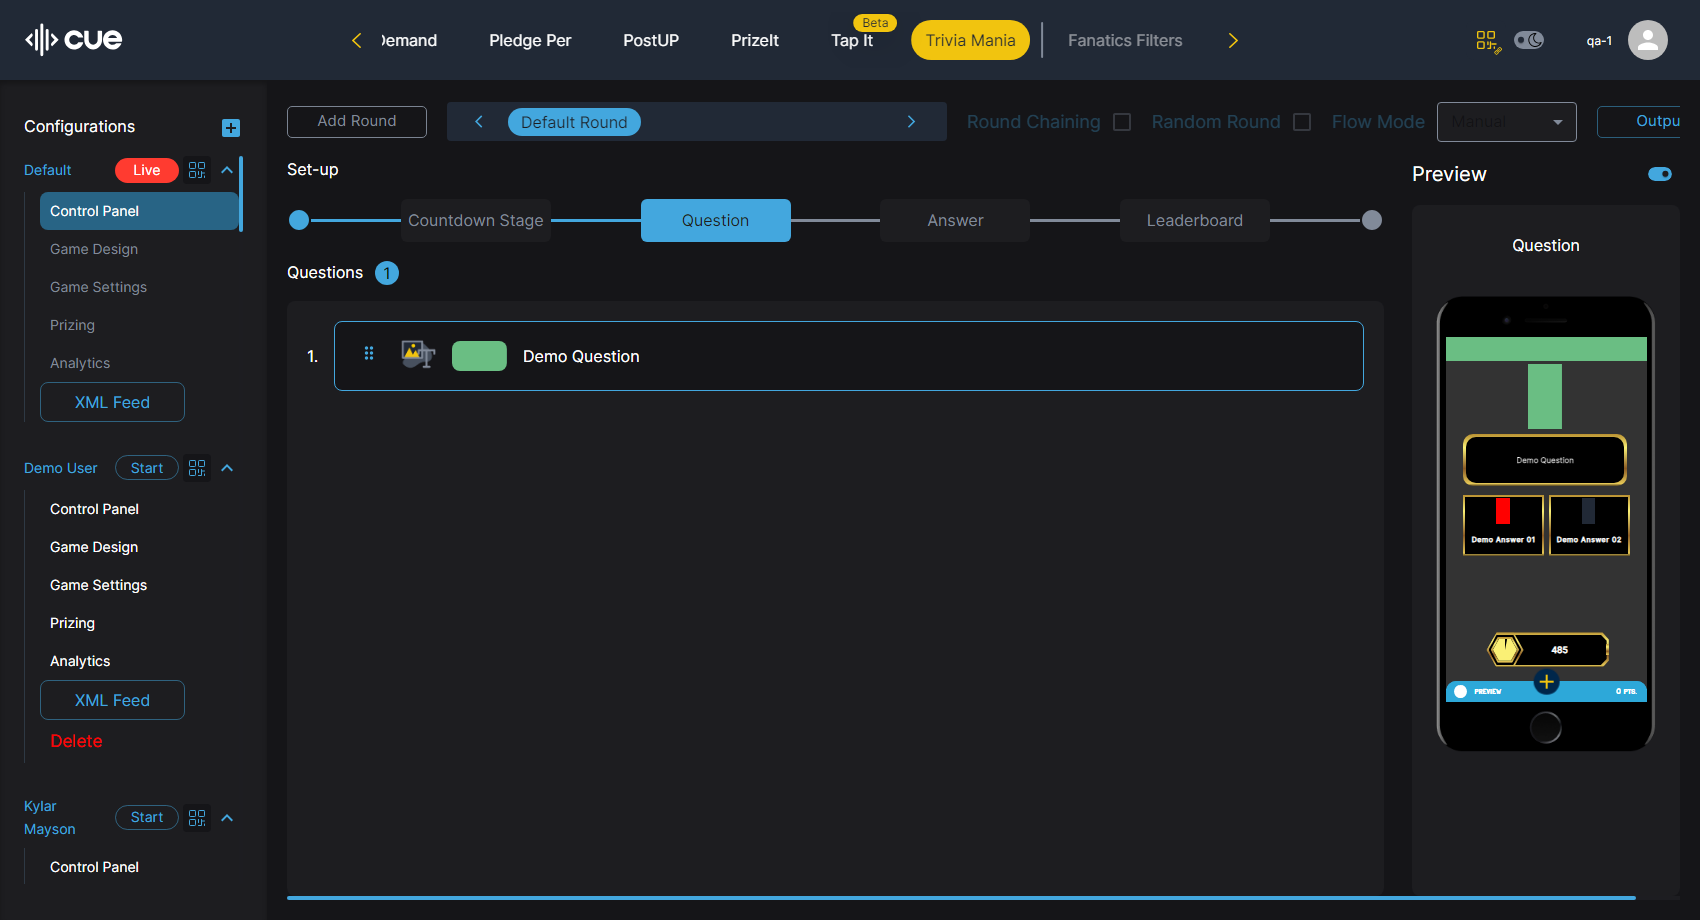 cue
Demand
Pledge Per
PostUP
PrizeIt
Tap It
Beta
Trivia Mania
Fanatics Filters
qa-1
Configurations
Default
Live
Control Panel
Game Design
Game Settings
Prizing
Analytics
XML Feed
Demo User
Start
Control Panel
Game Design
Game Settings
Prizing
Analytics
XML Feed
Delete
Kylar
Mayson
Start
Control Panel
Add Round
Default Round
Round Chaining
Random Round
Flow Mode
Manual
Outpu
Set-up
Countdown Stage
Question
Answer
Leaderboard
Questions 1
1.
Demo Question
Preview
Question
Demo Question
Demo Answer 01
Demo Answer 02
485
PREVIEW
0 PTS.